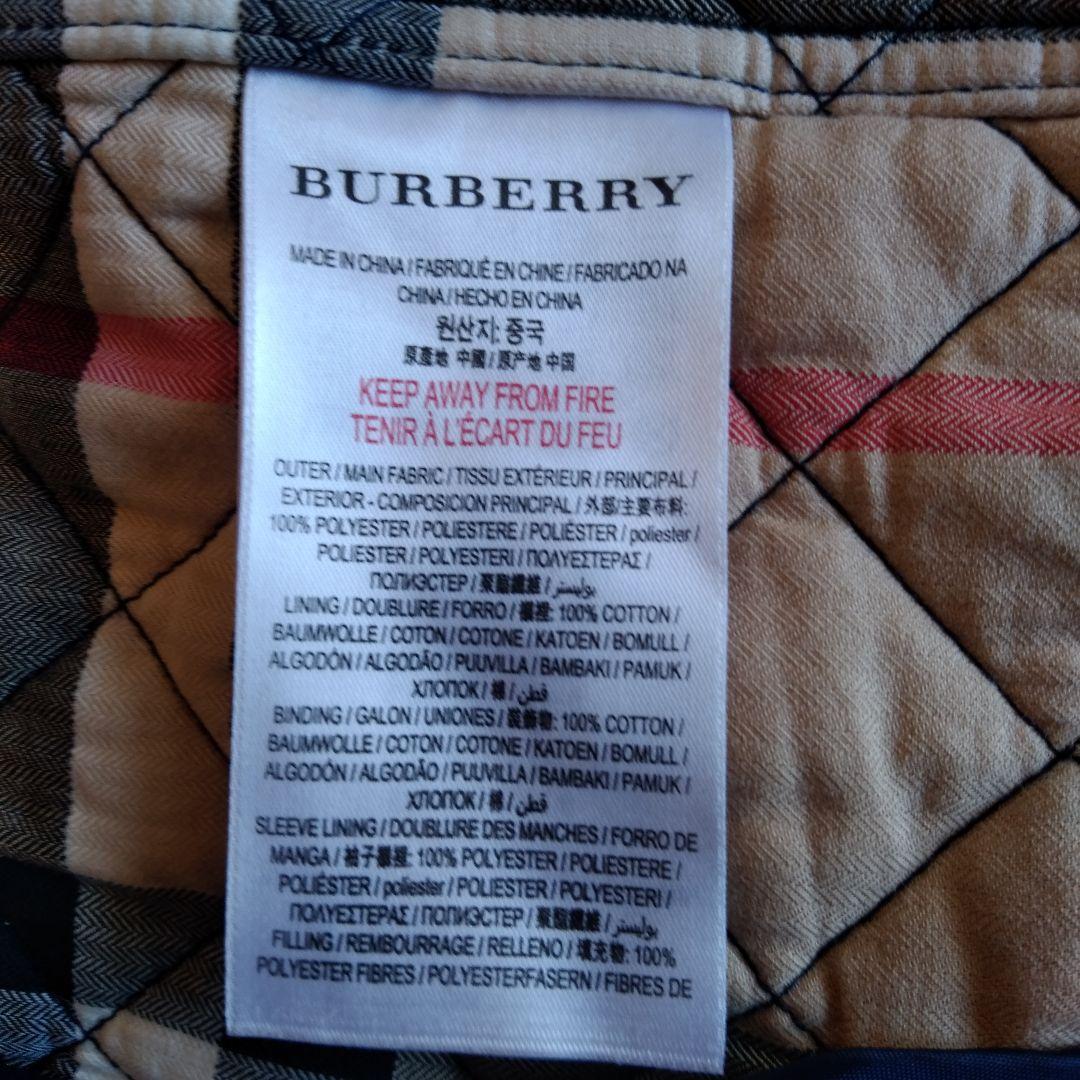 BURBERRY
MADE IN CHINA / FABRIQUÉ EN CHINE / FABRICADO NA
CHINA / HECHO EN CHINA
원산지: 중국
原產地 中國 / 原产地 中国
KEEP AWAY FROM FIRE
TENIR À L'ÉCART DU FEU
OUTER / MAIN FABRIC / TISSU EXTÉRIEUR / PRINCIPAL /
EXTERIOR - COMPOSICION PRINCIPAL / 外部/主要布料:
100% POLYESTER / POLIESTERE / POLIÉSTER / poliester /
POLIESTER / POLYESTERI / ΠΟΛΥΕΣΤΕΡΑΣ /
ПОЛИЭСТЕР / 聚酯纖維 / بوليستر
LINING / DOUBLURE / FORRO / 襯裡: 100% COTTON /
BAUMWOLLE / COTON / COTONE / KATOEN / BOMULL /
ALGODÓN / ALGODÃO / PUUVILLA / BAMBAKI / PAMUK /
ХЛОПОК / 棉 / قطن
BINDING / GALON / UNIONES / 裝飾物: 100% COTTON /
BAUMWOLLE / COTON / COTONE / KATOEN / BOMULL /
ALGODÓN / ALGODÃO / PUUVILLA / BAMBAKI / PAMUK /
ХЛОПОК / 棉 / قطن
SLEEVE LINING / DOUBLURE DES MANCHES / FORRO DE
MANGA / 袖子襯裡: 100% POLYESTER / POLIESTERE /
POLIÉSTER / poliester / POLIESTER / POLYESTERI /
ΠΟΛΥΕΣΤΕΡΑΣ / ПОЛИЭСТЕР / 聚酯纖維 / بوليستر
FILLING / REMBOURRAGE / RELLENO / 填充物: 100%
POLYESTER FIBRES / POLYESTERFASERN / FIBRES DE